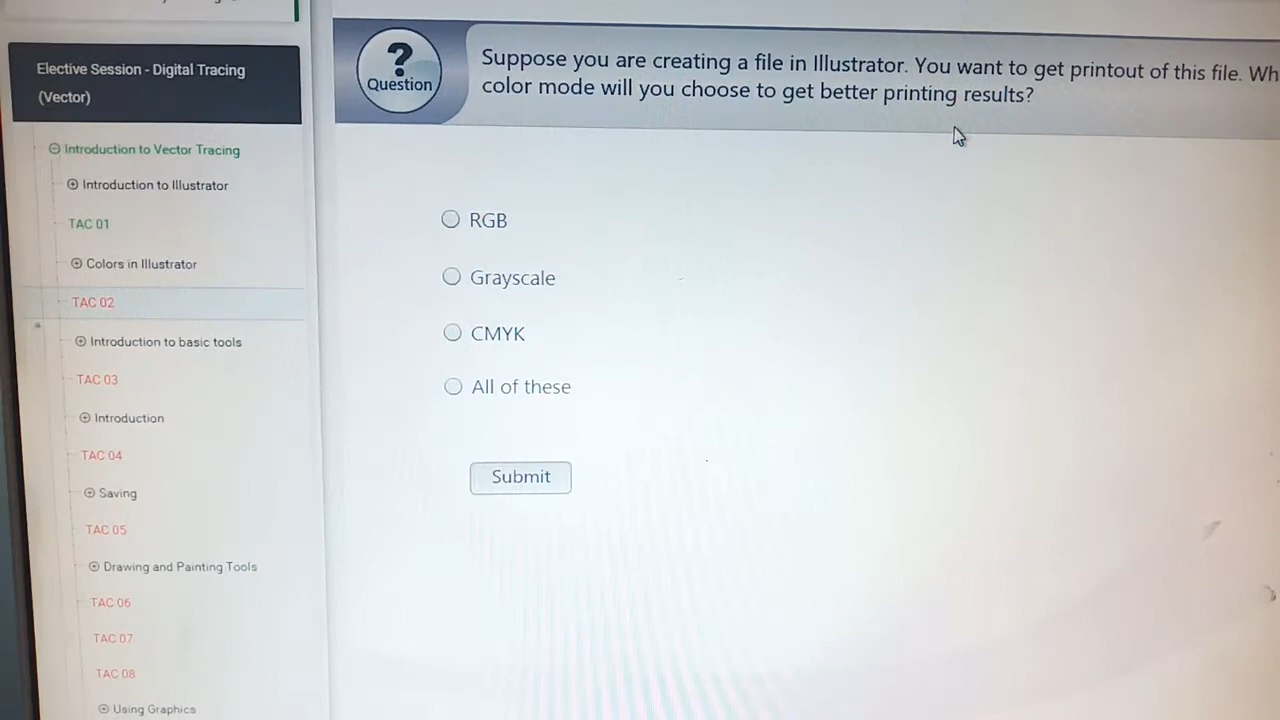 Elective Session - Digital Tracing
(Vector)
Introduction to Vector Tracing
Introduction to Illustrator
TAC 01
Colors in Illustrator
TAC 02
Introduction to basic tools
TAC 03
Introduction
TAC 04
Saving
TAC 05
Drawing and Painting Tools
TAC 06
TAC 07
TAC 08
Using Graphics
?
Question
Suppose you are creating a file in Illustrator. You want to get printout of this file. Wh
color mode will you choose to get better printing results?
RGB
Grayscale
CMYK
All of these
Submit